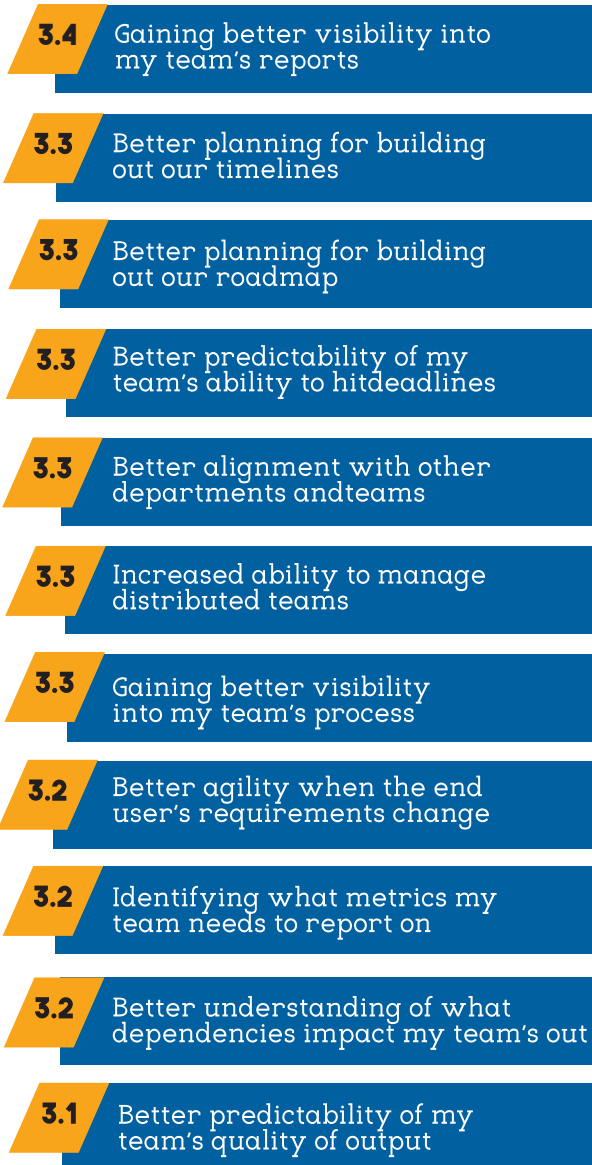 3.4
Gaining better visibility into
my team's reports
3.3
Better planning for building
out our timelines
3.3
Better planning for building
out our roadmap
3.3
Better predictability of my
team's ability to hitdeadlines
3.3
Better alignment with other
departments andteams
3.3
Increased ability to manage
distributed teams
3.3
Gaining better visibility
into my team's process
3.2
Better agility when the end
user's requirements change
3.2
Identifying what metrics my
team needs to report on
3.2
Better understanding of what
dependencies impact my team's out
3.1
Better predictability of my
team's quality of output